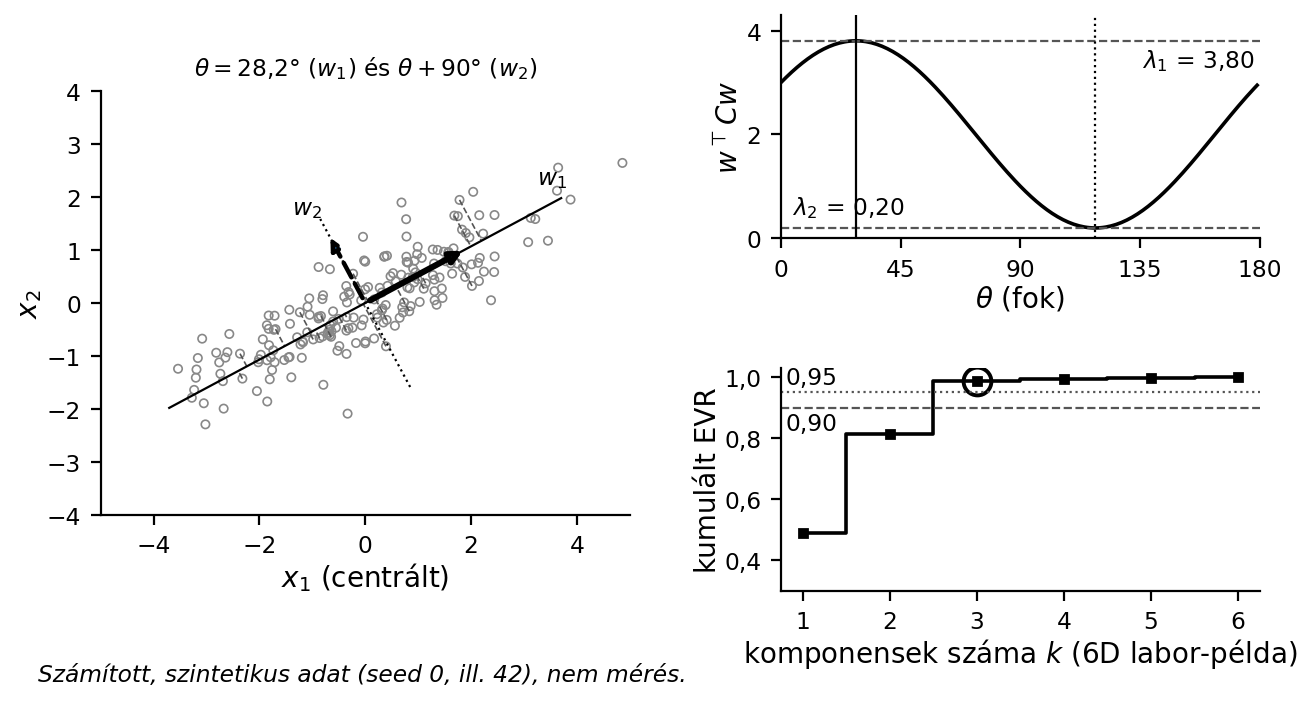 θ = 28,2° (w₁) és θ + 90° (w₂)
4
3
2
1
0
−1
−2
−3
−4
x₂
w₂
w₁
−4 −2 0 2 4
x₁ (centrált)
4
2
0
w⊤Cw
λ₁ = 3,80
λ₂ = 0,20
0 45 90 135 180
θ (fok)
1,0
0,8
0,6
0,4
kumulált EVR
0,95
0,90
1 2 3 4 5 6
komponensek száma k (6D labor-példa)
Számított, szintetikus adat (seed 0, ill. 42), nem mérés.